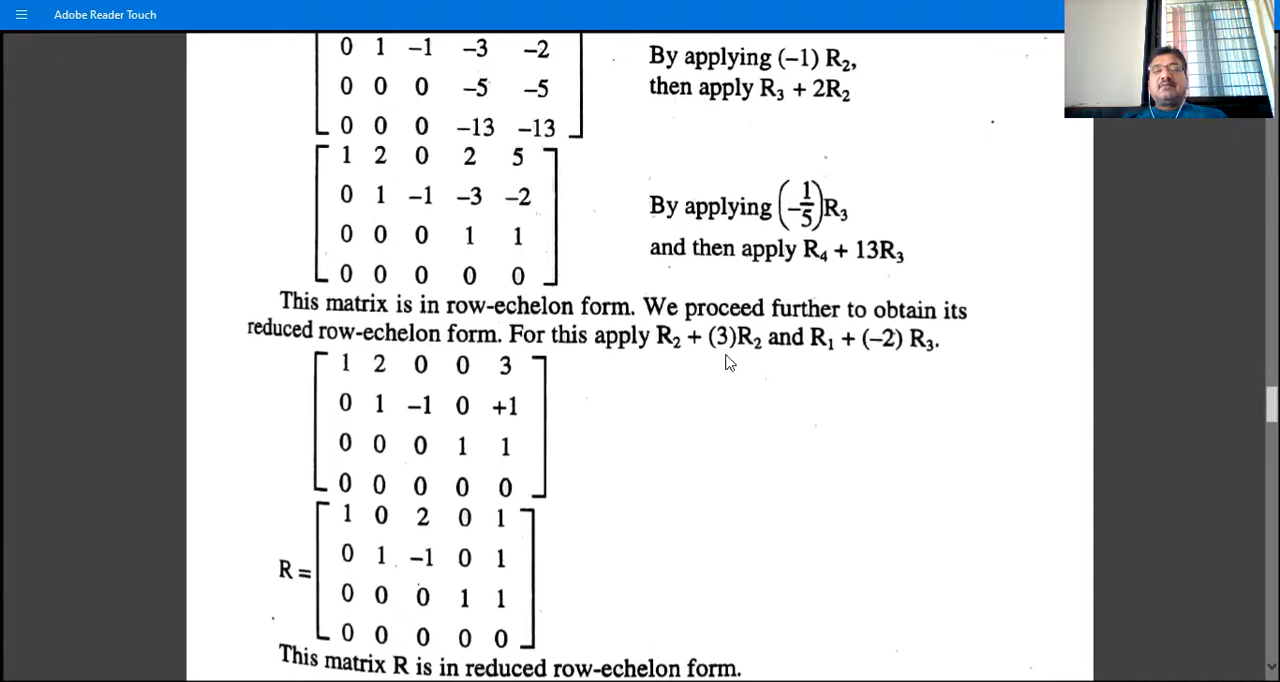 Adobe Reader Touch
0 1 −1 −3 −2
By applying (−1) R₂,
0 0 0 −5 −5
then apply R₃ + 2R₂
0 0 0 −13 −13
1 2 0 2 5
0 1 −1 −3 −2
By applying (−1/5)R₃
0 0 0 1 1
and then apply R₄ + 13R₃
0 0 0 0 0
This matrix is in row-echelon form. We proceed further to obtain its
reduced row-echelon form. For this apply R₂ + (3)R₂ and R₁ + (−2) R₃.
1 2 0 0 3
0 1 −1 0 +1
0 0 0 1 1
0 0 0 0 0
1 0 2 0 1
0 1 −1 0 1
R =
0 0 0 1 1
0 0 0 0 0
This matrix R is in reduced row-echelon form.